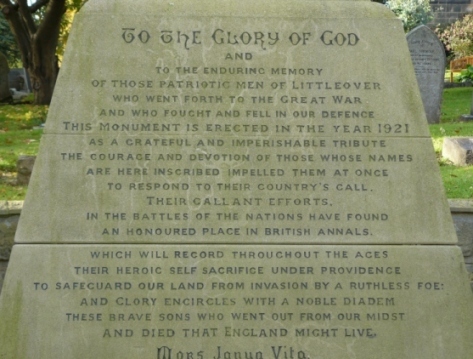 To the Glory of God
AND
TO THE ENDURING MEMORY
OF THOSE PATRIOTIC MEN OF LITTLEOVER
WHO WENT FORTH TO THE GREAT WAR
AND WHO FOUGHT AND FELL IN OUR DEFENCE
THIS MONUMENT IS ERECTED IN THE YEAR 1921
AS A GRATEFUL AND IMPERISHABLE TRIBUTE
THE COURAGE AND DEVOTION OF THOSE WHOSE NAMES
ARE HERE INSCRIBED IMPELLED THEM AT ONCE
TO RESPOND TO THEIR COUNTRY'S CALL.
THEIR GALLANT EFFORTS,
IN THE BATTLES OF THE NATIONS HAVE FOUND
AN HONOURED PLACE IN BRITISH ANNALS,
WHICH WILL RECORD THROUGHOUT THE AGES
THEIR HEROIC SELF SACRIFICE UNDER PROVIDENCE
TO SAFEGUARD OUR LAND FROM INVASION BY A RUTHLESS FOE:
AND GLORY ENCIRCLES WITH A NOBLE DIADEM
THESE BRAVE SONS WHO WENT OUT FROM OUR MIDST
AND DIED THAT ENGLAND MIGHT LIVE.
Mors Janua Vita.